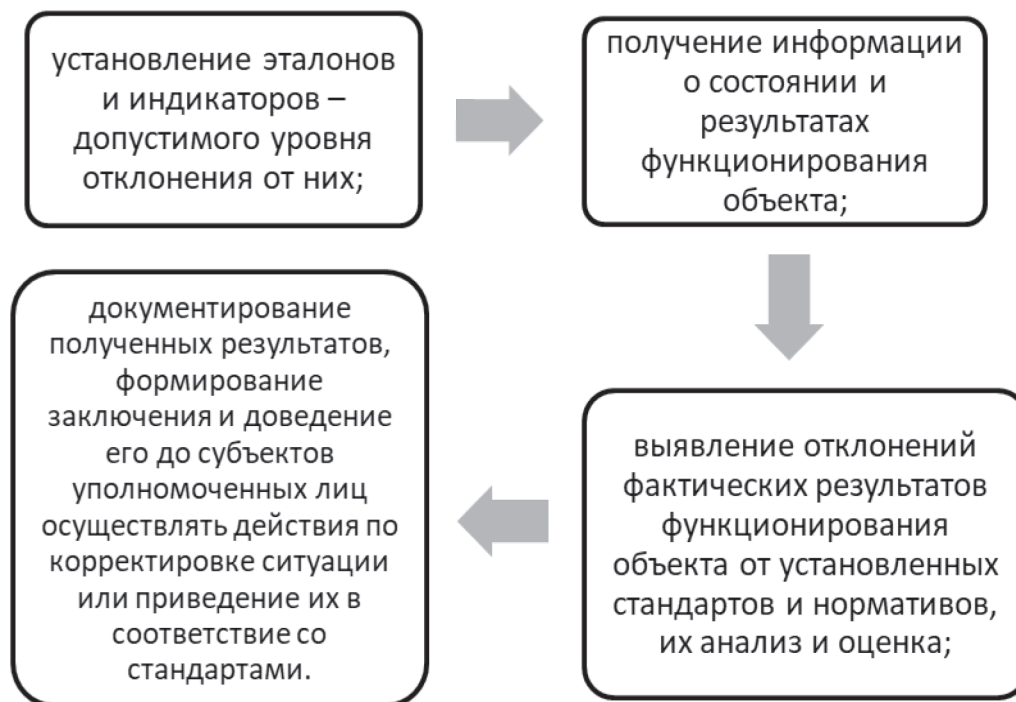 установление эталонов
и индикаторов –
допустимого уровня
отклонения от них;
получение информации
о состоянии и
результатах
функционирования
объекта;
выявление отклонений
фактических результатов
функционирования
объекта от установленных
стандартов и нормативов,
их анализ и оценка;
документирование
полученных результатов,
формирование
заключения и доведение
его до субъектов
уполномоченных лиц
осуществлять действия по
корректировке ситуации
или приведение их в
соответствие со
стандартами.